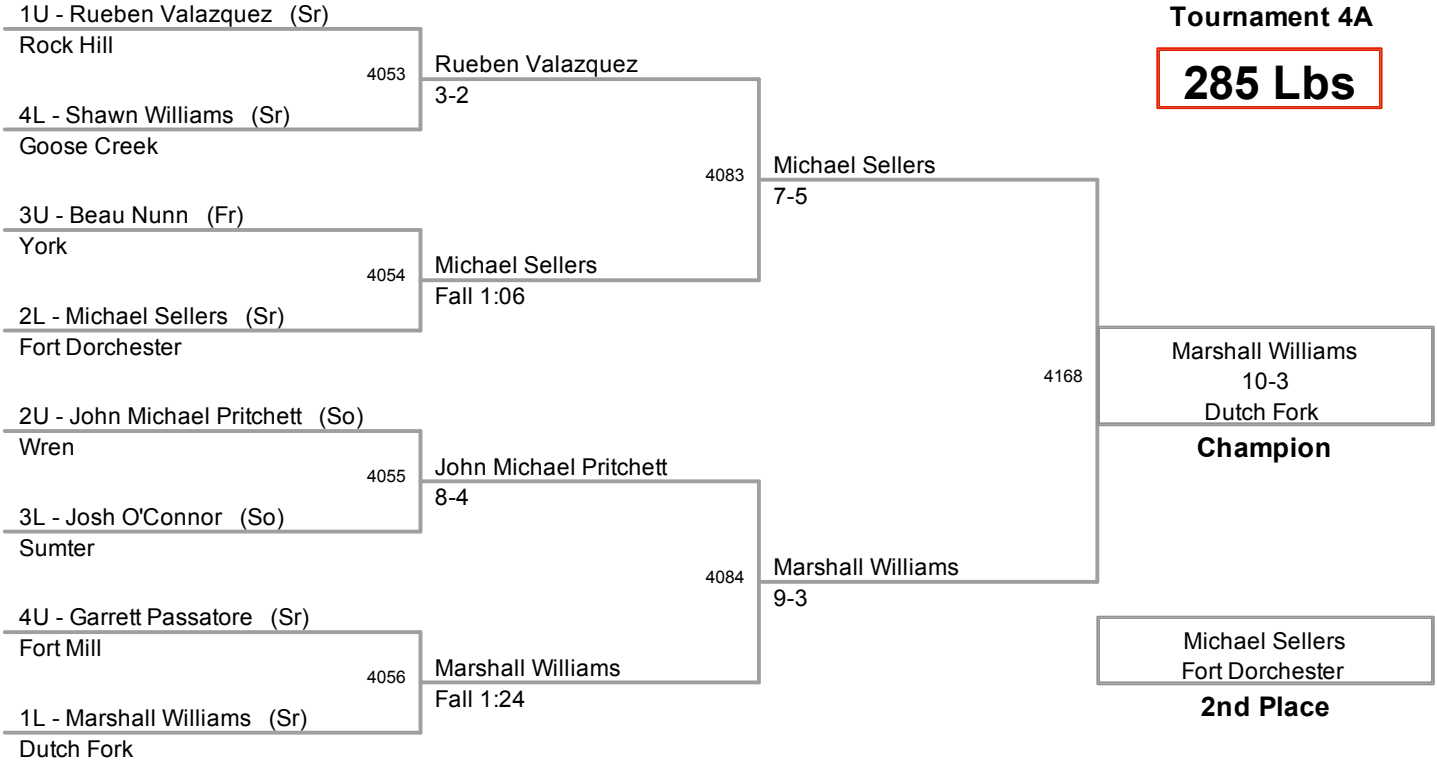 Tournament 4A
285 Lbs
1U - Rueben Valazquez (Sr)
Rock Hill
4053
4L - Shawn Williams (Sr)
Goose Creek
Rueben Valazquez
3-2
3U - Beau Nunn (Fr)
York
4054
2L - Michael Sellers (Sr)
Fort Dorchester
Michael Sellers
Fall 1:06
4083
Michael Sellers
7-5
2U - John Michael Pritchett (So)
Wren
4055
3L - Josh O'Connor (So)
Sumter
John Michael Pritchett
8-4
4U - Garrett Passatore (Sr)
Fort Mill
4056
1L - Marshall Williams (Sr)
Dutch Fork
Marshall Williams
Fall 1:24
4084
Marshall Williams
9-3
4168
Marshall Williams
10-3
Dutch Fork
Champion
Michael Sellers
Fort Dorchester
2nd Place